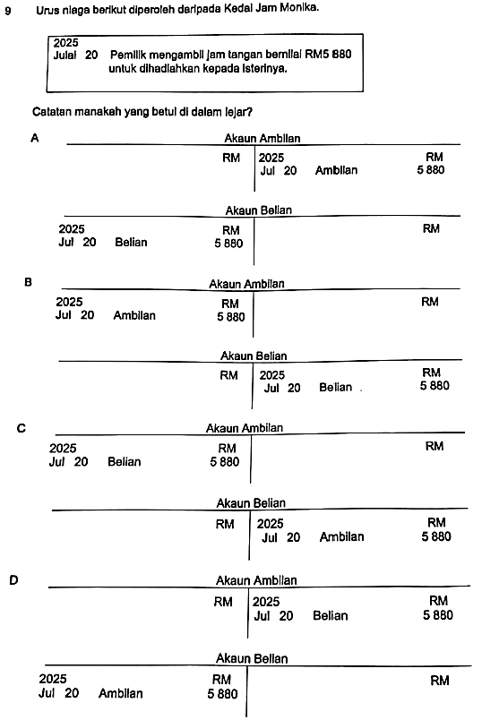 9 Urus niaga berikut diperoleh daripada Kedai Jam Monika.
2025
Julai 20 Pemilik mengambil jam tangan bernilai RM5 880
untuk dihadiahkan kepada isterinya.
Catatan manakah yang betul di dalam lejar?
A Akaun Ambilan
RM 2025 RM
Jul 20 Ambilan 5 880
Akaun Belian
2025 RM RM
Jul 20 Belian 5 880
B Akaun Ambilan
2025 RM RM
Jul 20 Ambilan 5 880
Akaun Belian
RM 2025 RM
Jul 20 Belian 5 880
C Akaun Ambilan
2025 RM RM
Jul 20 Belian 5 880
Akaun Belian
RM 2025 RM
Jul 20 Ambilan 5 880
D Akaun Ambilan
RM 2025 RM
Jul 20 Belian 5 880
Akaun Belian
2025 RM RM
Jul 20 Ambilan 5 880